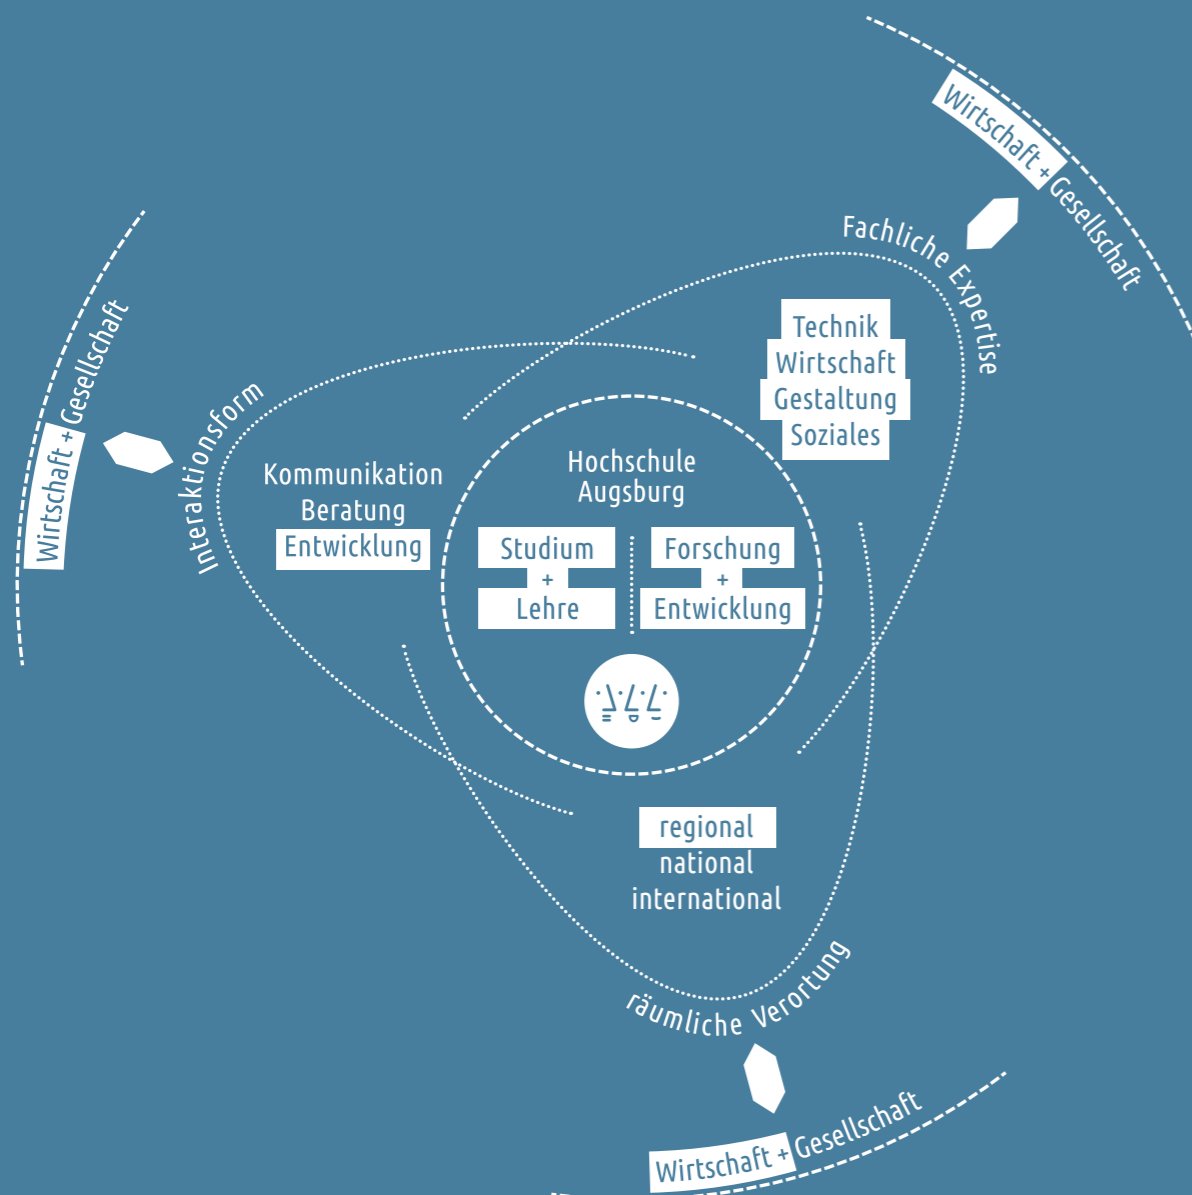 Wirtschaft + Gesellschaft
Fachliche Expertise
Technik
Wirtschaft
Gestaltung
Soziales
Wirtschaft + Gesellschaft
Interaktionsform
Kommunikation
Beratung
Entwicklung
Hochschule
Augsburg
Studium
+
Lehre
Forschung
+
Entwicklung
regional
national
international
räumliche Verortung
Wirtschaft + Gesellschaft